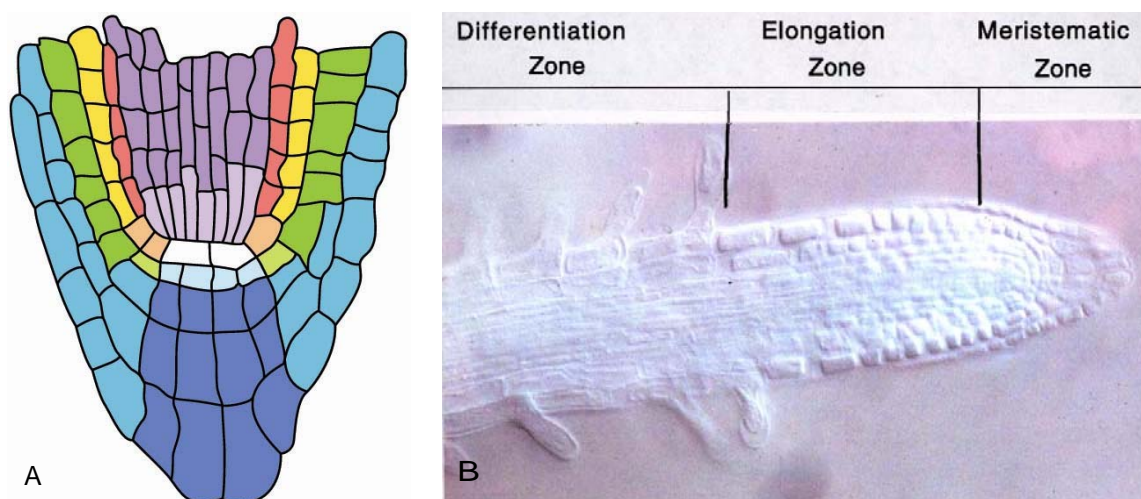 Differentiation
Zone
Elongation
Zone
Meristematic
Zone
A
B